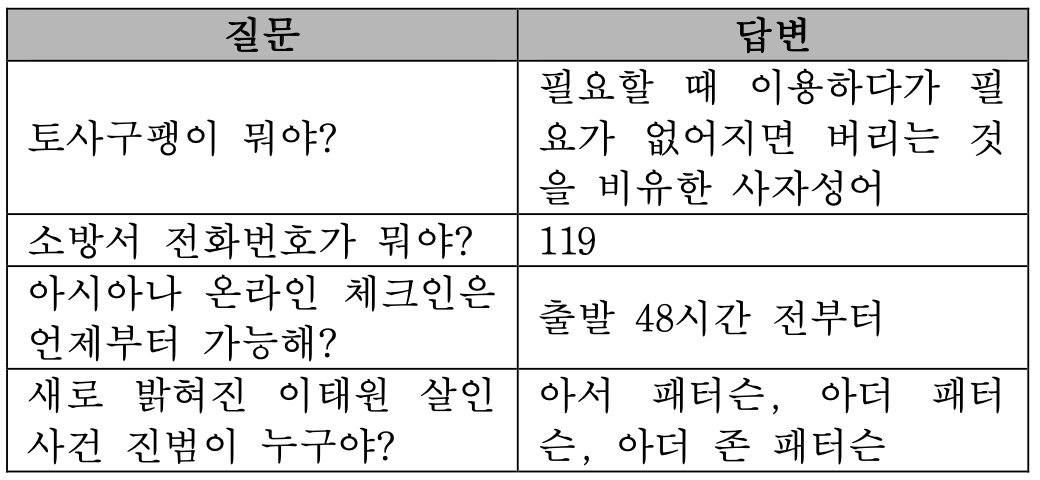 질문
답변
토사구팽이 뭐야?
필요할 때 이용하다가 필
요가 없어지면 버리는 것
을 비유한 사자성어
소방서 전화번호가 뭐야?
119
아시아나 온라인 체크인은
언제부터 가능해?
출발 48시간 전부터
새로 밝혀진 이태원 살인
사건 진범이 누구야?
아서 패터슨, 아더 패터
슨, 아더 존 패터슨